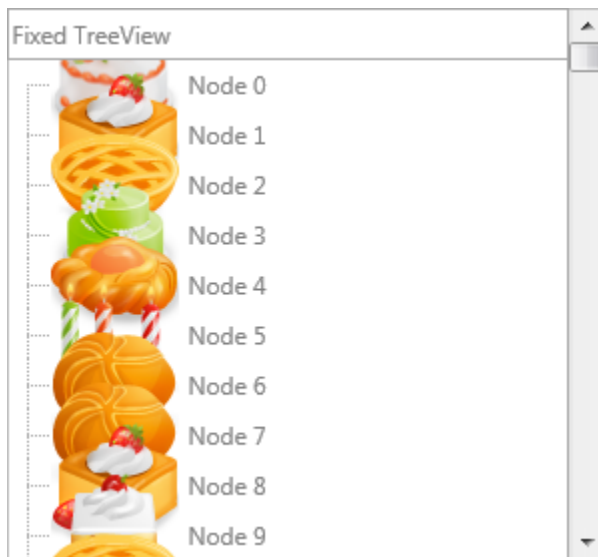 Fixed TreeView
Node 0
Node 1
Node 2
Node 3
Node 4
Node 5
Node 6
Node 7
Node 8
Node 9